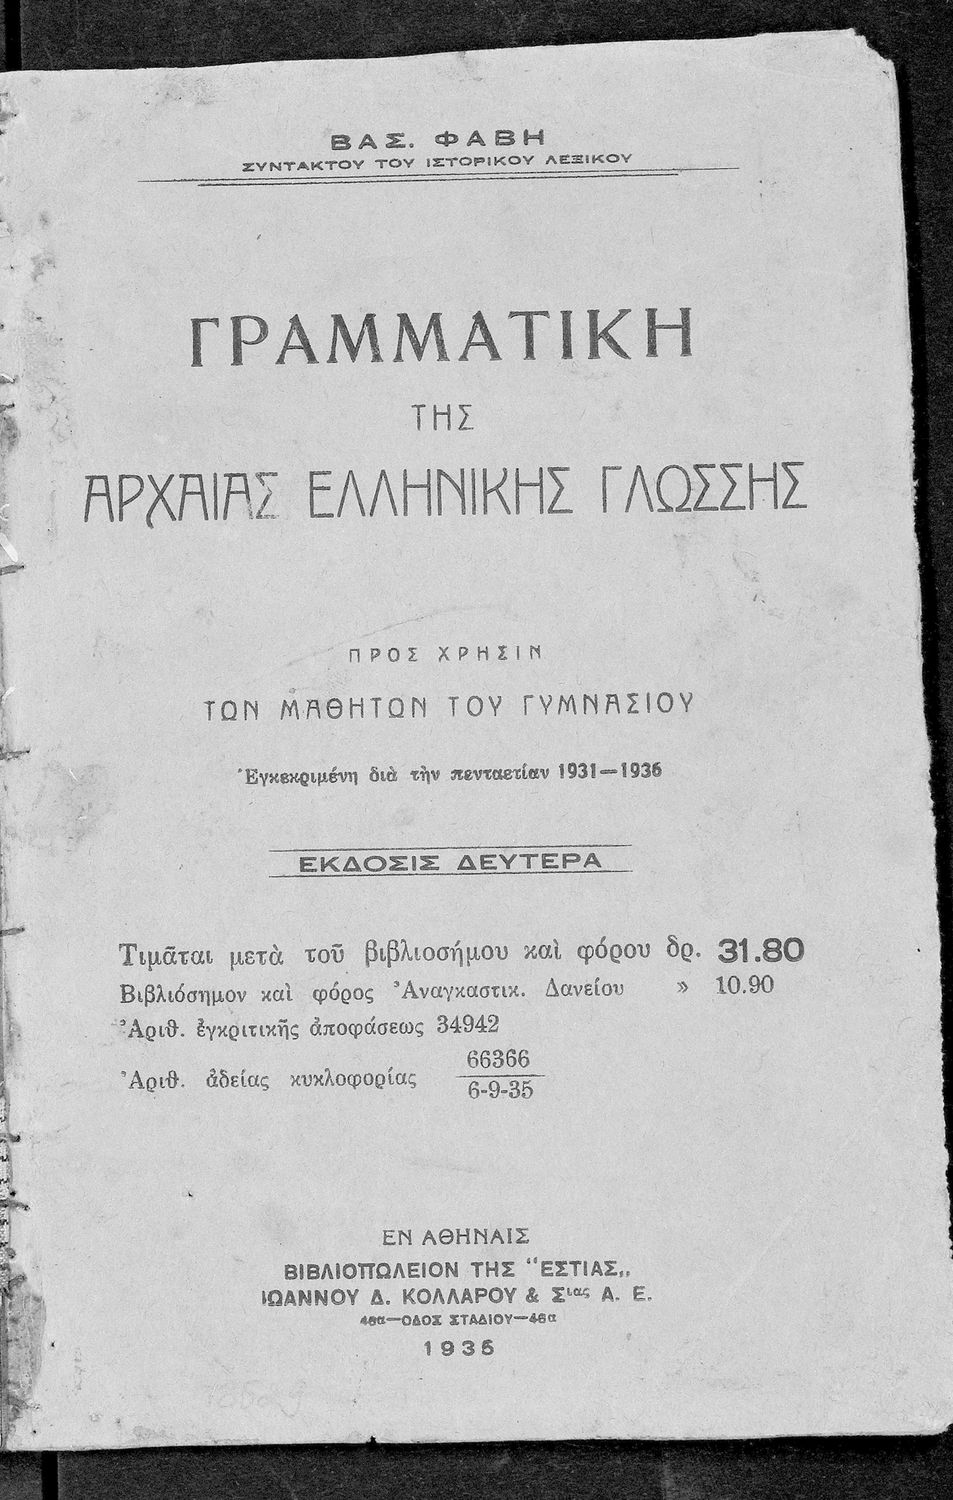 ΒΑΣ. ΦΑΒΗ
ΣΥΝΤΑΚΤΟΥ ΤΟΥ ΙΣΤΟΡΙΚΟΥ ΛΕΞΙΚΟΥ
ΓΡΑΜΜΑΤΙΚΗ
ΤΗΣ
ΑΡΧΑΙΑΣ ΕΛΛΗΝΙΚΗΣ ΓΛΩΣΣΗΣ
ΠΡΟΣ ΧΡΗΣΙΝ
ΤΩΝ ΜΑΘΗΤΩΝ ΤΟΥ ΓΥΜΝΑΣΙΟΥ
Ἐγκεκριμένη διὰ τὴν πενταετίαν 1931—1936
ΕΚΔΟΣΙΣ ΔΕΥΤΕΡΑ
Τιμᾶται μετὰ τοῦ βιβλιοσήμου καὶ φόρου δρ. 31.80
Βιβλιόσημον καὶ φόρος Ἀναγκαστικ. Δανείου » 10.90
Ἀριθ. ἐγκριτικῆς ἀποφάσεως 34942
Ἀριθ. ἀδείας κυκλοφορίας 66366
6-9-35
ΕΝ ΑΘΗΝΑΙΣ
ΒΙΒΛΙΟΠΩΛΕΙΟΝ ΤΗΣ "ΕΣΤΙΑΣ„
ΙΩΑΝΝΟΥ Δ. ΚΟΛΛΑΡΟΥ & Σιας Α. Ε.
46α—ΟΔΟΣ ΣΤΑΔΙΟΥ—46α